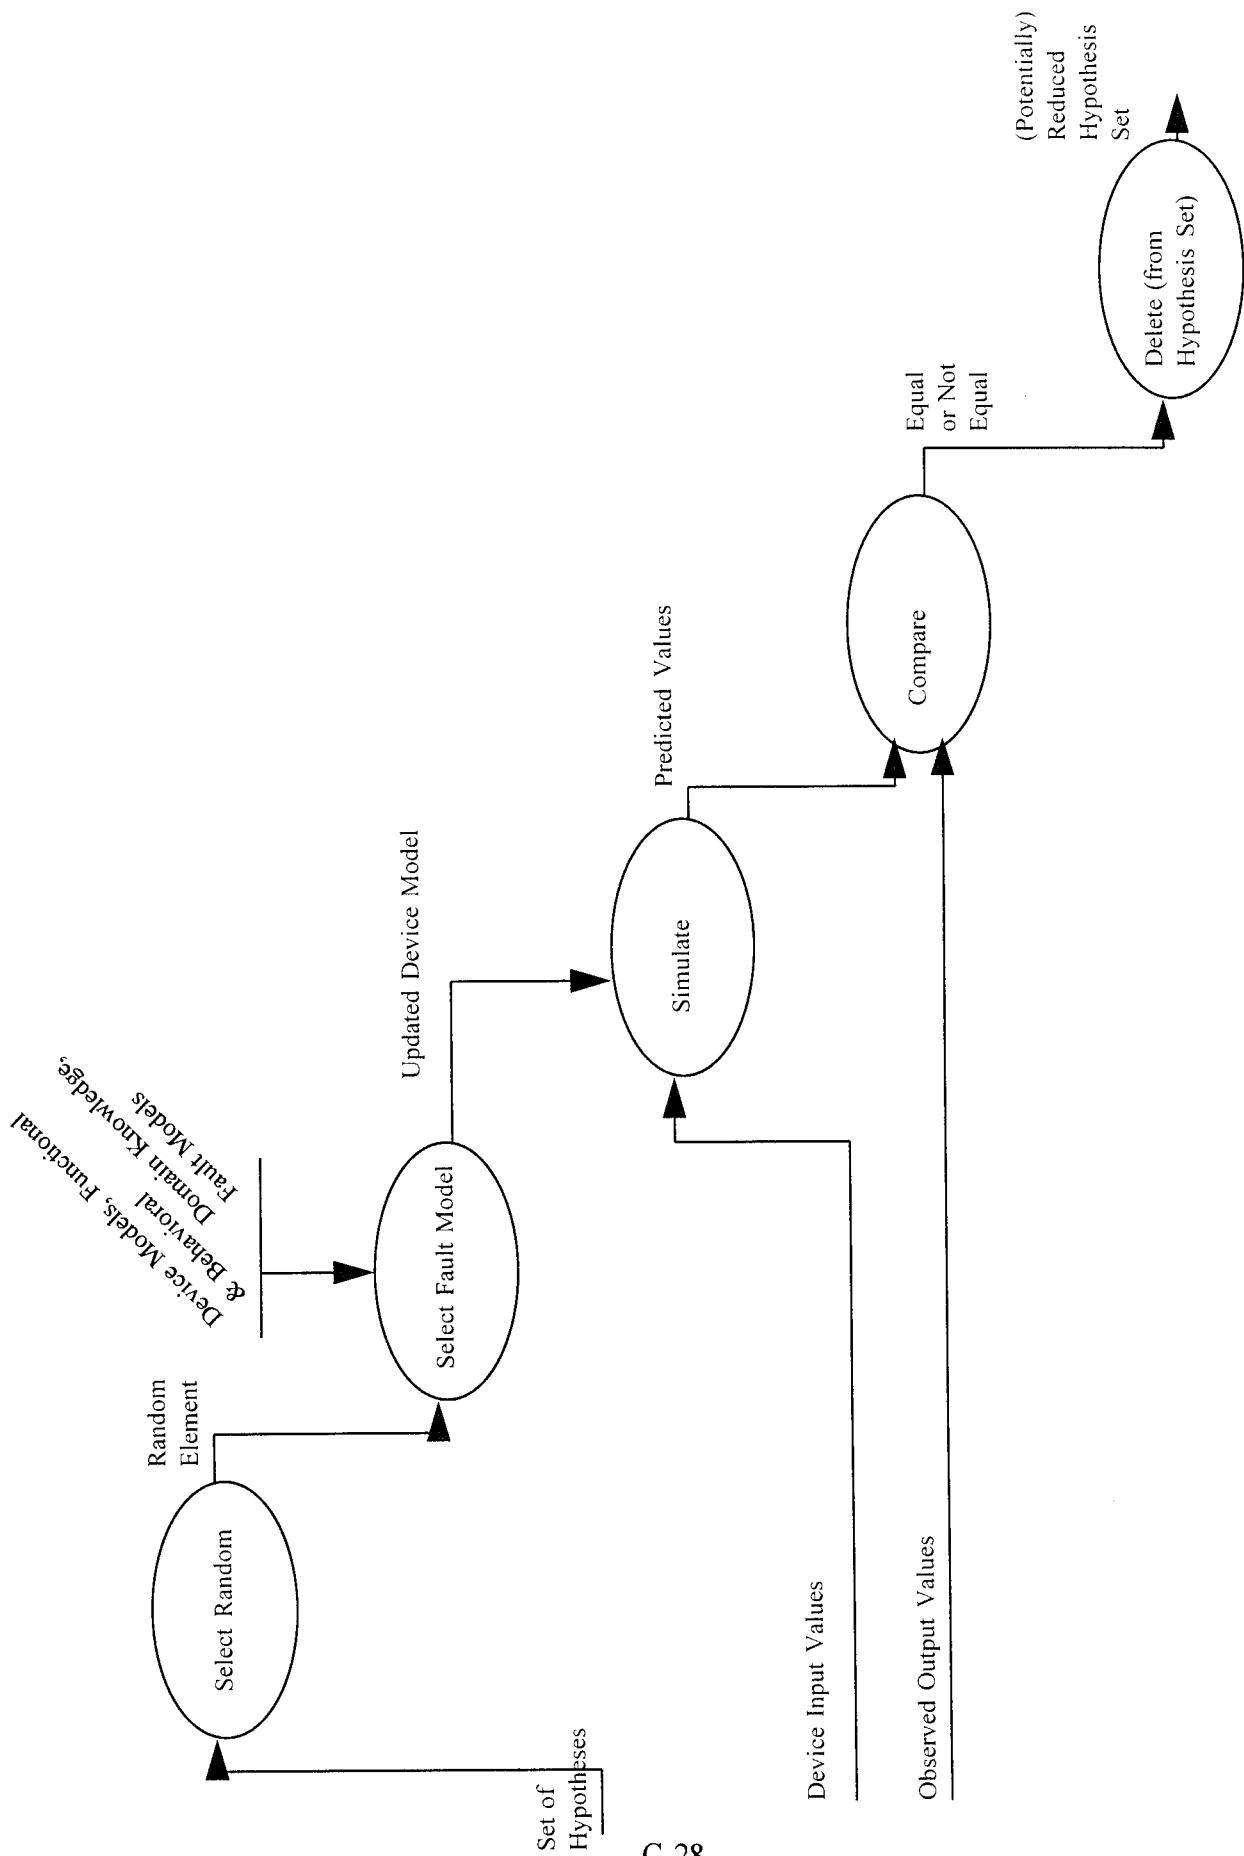 Set of
Hypotheses
Select Random
Random
Element
Device Models, Functional
& Behavioral
Domain Knowledge,
Fault Models
Select Fault Model
Updated Device Model
Device Input Values
Simulate
Predicted Values
Observed Output Values
Compare
Equal
or Not
Equal
Delete (from
Hypothesis Set)
(Potentially)
Reduced
Hypothesis
Set
C-28